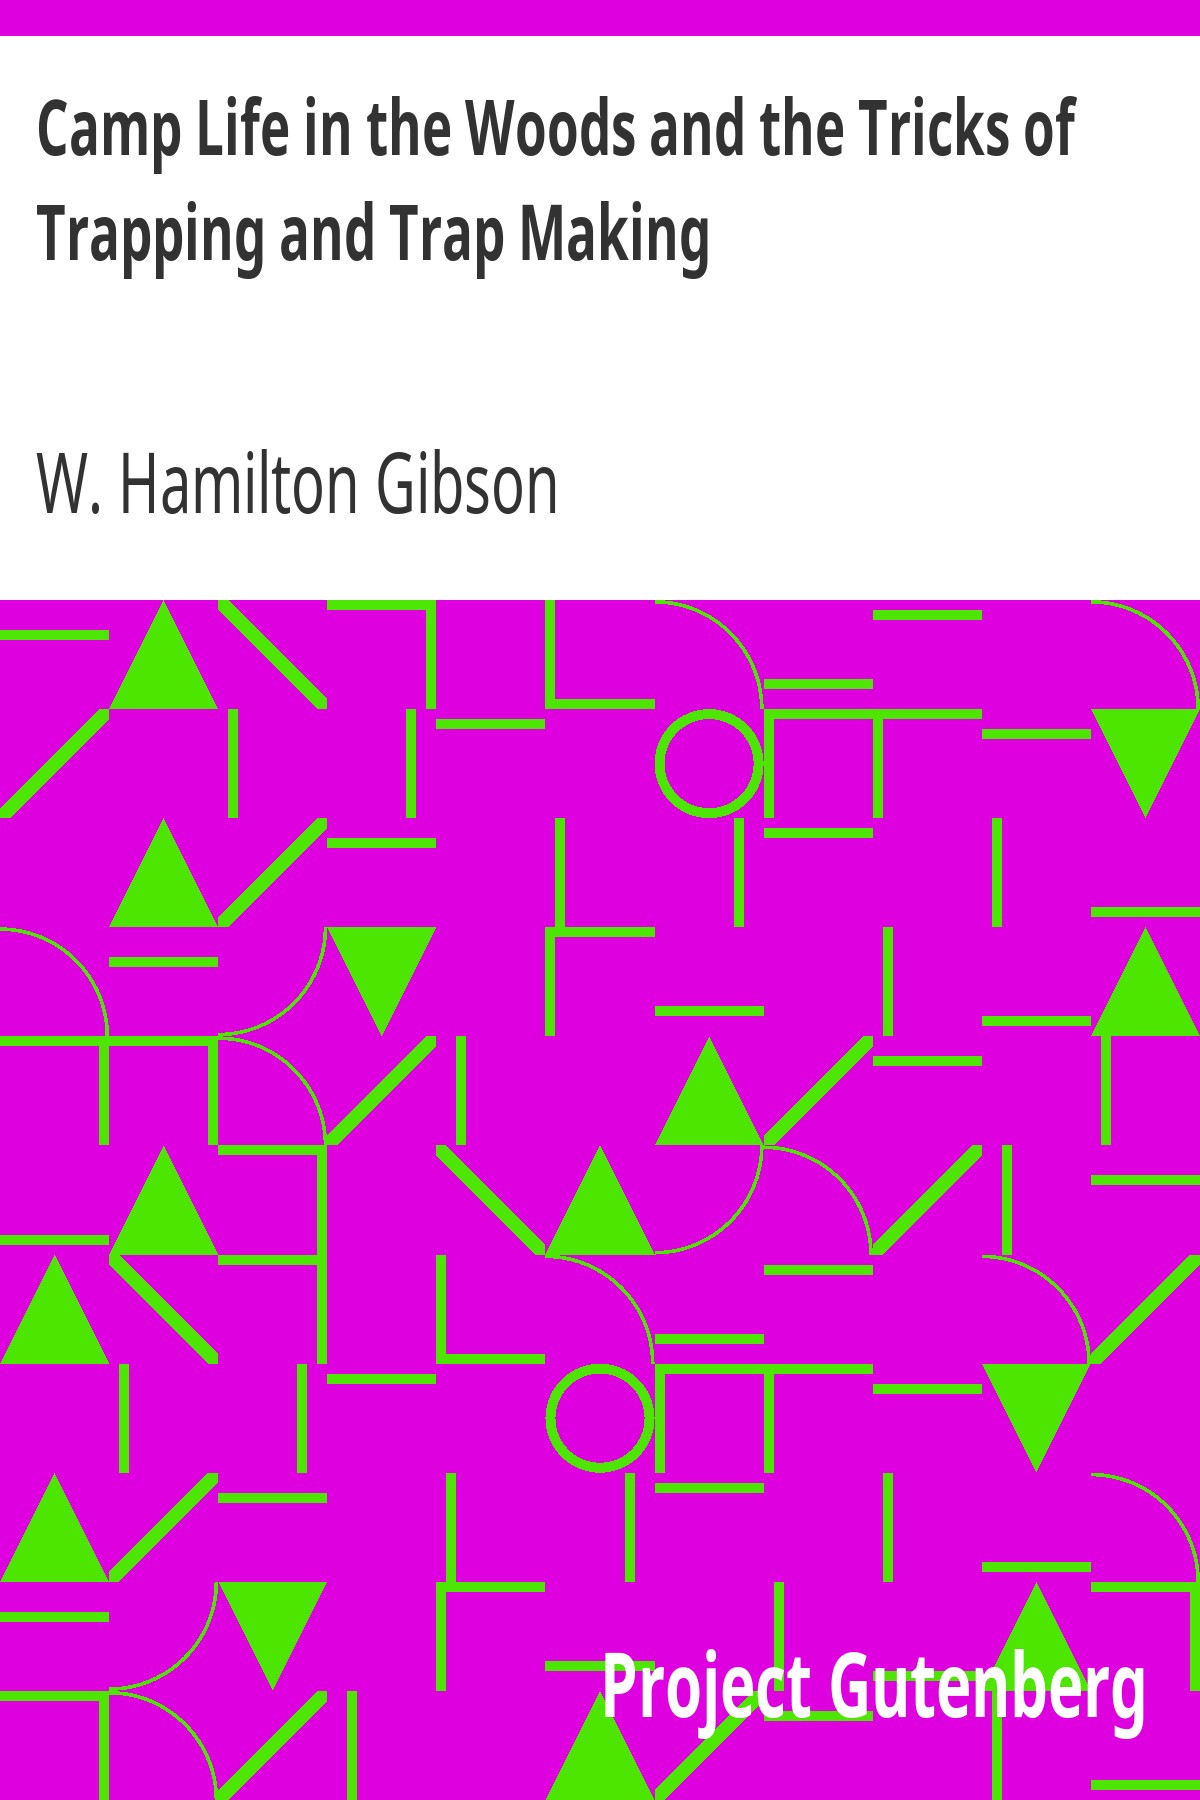 Camp Life in the Woods and the Tricks of
Trapping and Trap Making
W. Hamilton Gibson
Project Gutenberg